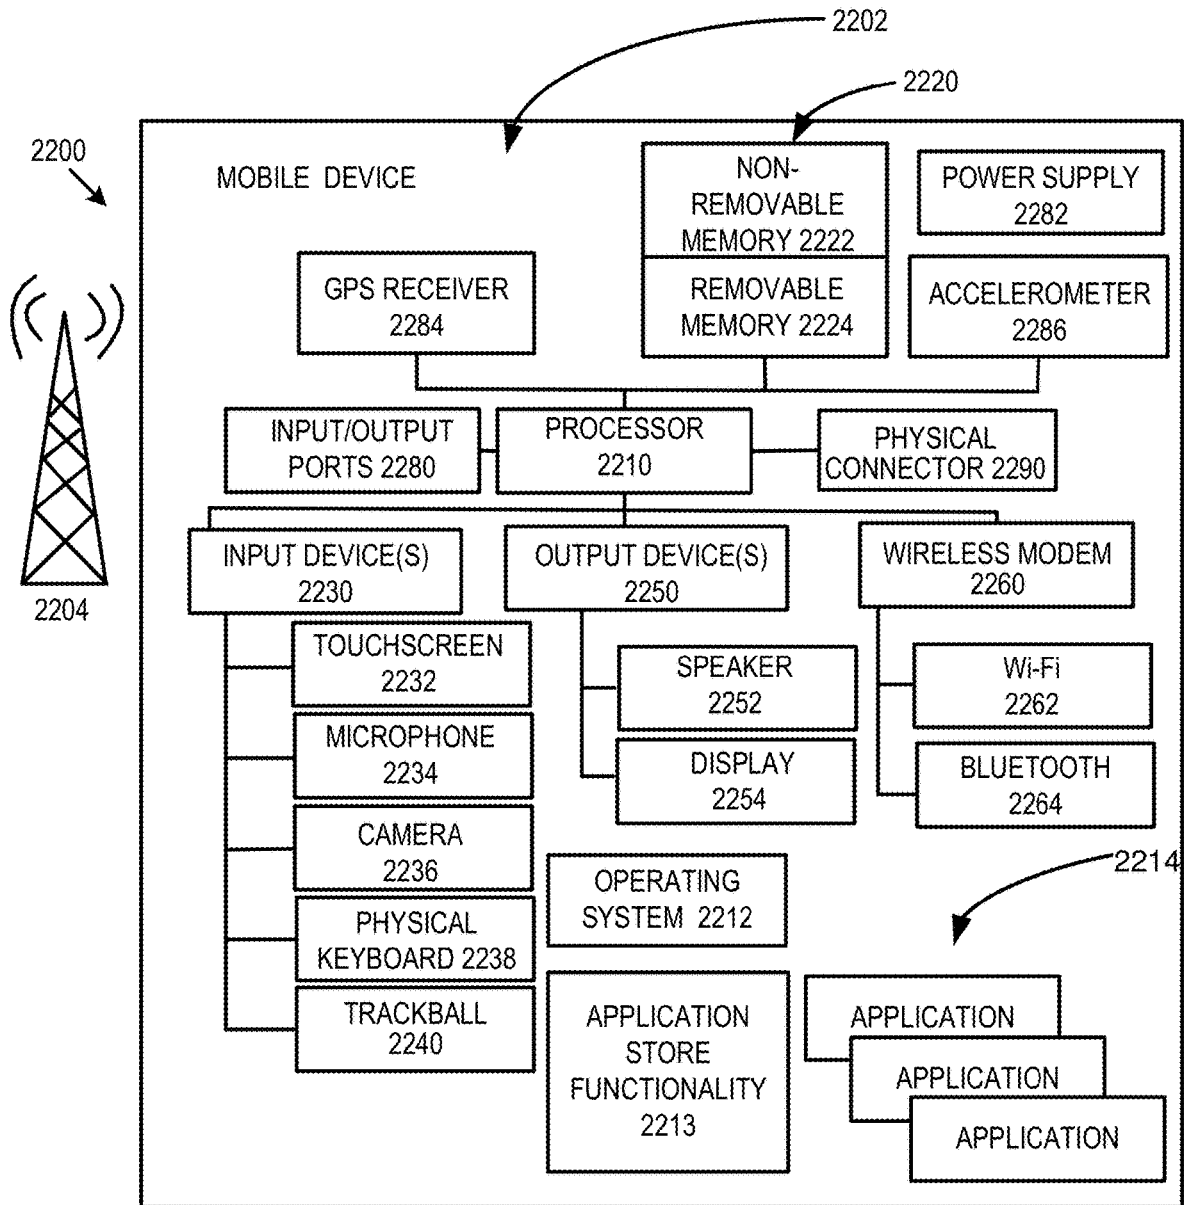 2202
2220
2200
MOBILE DEVICE
NON-
REMOVABLE
MEMORY 2222
POWER SUPPLY
2282
GPS RECEIVER
2284
REMOVABLE
MEMORY 2224
ACCELEROMETER
2286
INPUT/OUTPUT
PORTS 2280
PROCESSOR
2210
PHYSICAL
CONNECTOR 2290
INPUT DEVICE(S)
2230
OUTPUT DEVICE(S)
2250
WIRELESS MODEM
2260
2204
TOUCHSCREEN
2232
SPEAKER
2252
Wi-Fi
2262
MICROPHONE
2234
DISPLAY
2254
BLUETOOTH
2264
CAMERA
2236
OPERATING
SYSTEM 2212
2214
PHYSICAL
KEYBOARD 2238
TRACKBALL
2240
APPLICATION
STORE
FUNCTIONALITY
2213
APPLICATION
APPLICATION
APPLICATION